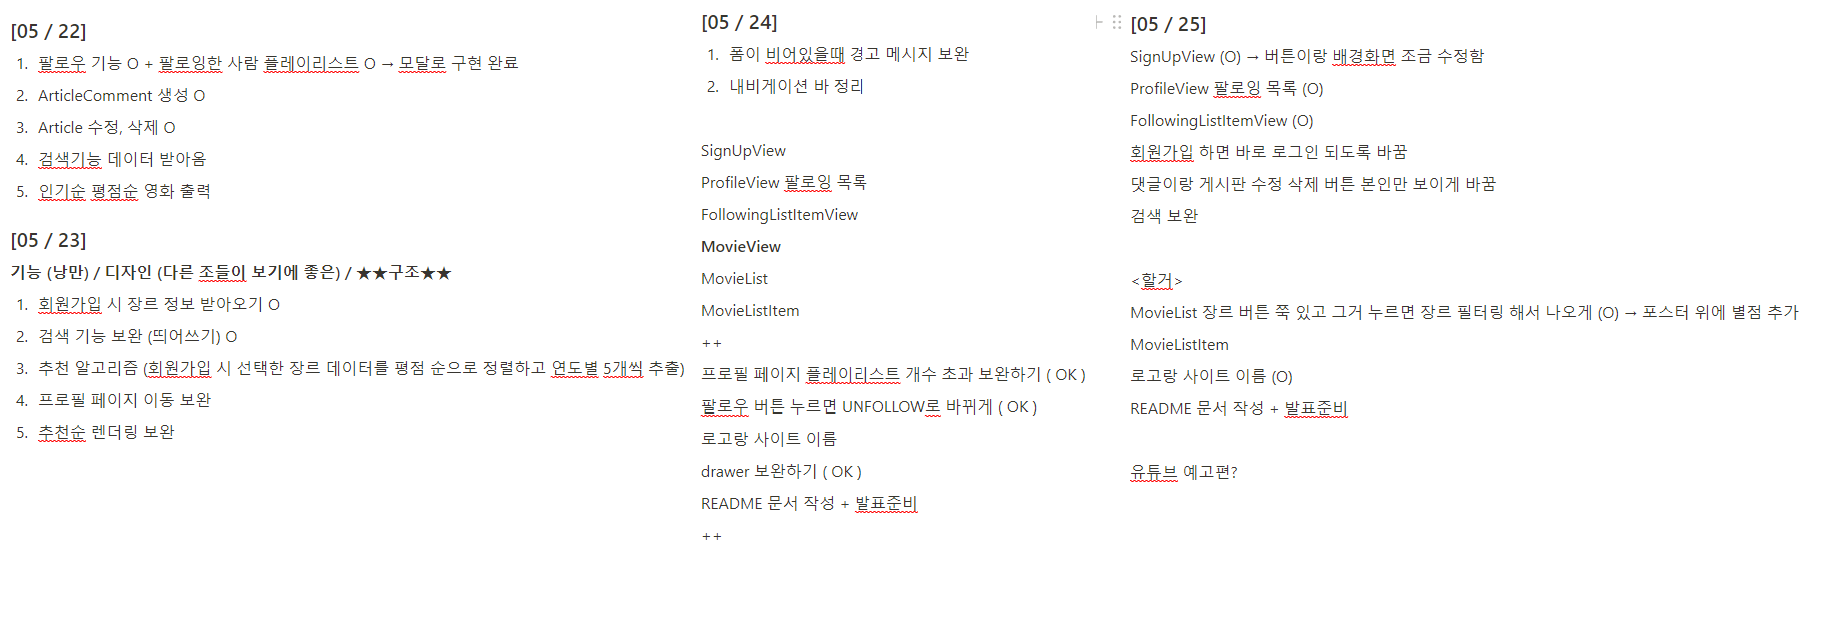 [05 / 22]
1. 팔로우 기능 O + 팔로잉한 사람 플레이리스트 O → 모달로 구현 완료
2. ArticleComment 생성 O
3. Article 수정, 삭제 O
4. 검색기능 데이터 받아옴
5. 인기순 평점순 영화 출력
[05 / 23]
기능 (낭만) / 디자인 (다른 조들이 보기에 좋은) / ★★구조★★
1. 회원가입 시 장르 정보 받아오기 O
2. 검색 기능 보완 (띄어쓰기) O
3. 추천 알고리즘 (회원가입 시 선택한 장르 데이터를 평점 순으로 정렬하고 연도별 5개씩 추출)
4. 프로필 페이지 이동 보완
5. 추천순 렌더링 보완
[05 / 24]
1. 폼이 비어있을때 경고 메시지 보완
2. 내비게이션 바 정리
SignUpView
ProfileView 팔로잉 목록
FollowingListItemView
MovieView
MovieList
MovieListItem
++
프로필 페이지 플레이리스트 개수 초과 보완하기 ( OK )
팔로우 버튼 누르면 UNFOLLOW로 바뀌게 ( OK )
로고랑 사이트 이름
drawer 보완하기 ( OK )
README 문서 작성 + 발표준비
++
[05 / 25]
SignUpView (O) → 버튼이랑 배경화면 조금 수정함
ProfileView 팔로잉 목록 (O)
FollowingListItemView (O)
회원가입 하면 바로 로그인 되도록 바꿈
댓글이랑 게시판 수정 삭제 버튼 본인만 보이게 바꿈
검색 보완
<할거>
MovieList 장르 버튼 쭉 있고 그거 누르면 장르 필터링 해서 나오게 (O) → 포스터 위에 별점 추가
MovieListItem
로고랑 사이트 이름 (O)
README 문서 작성 + 발표준비
유튜브 예고편?